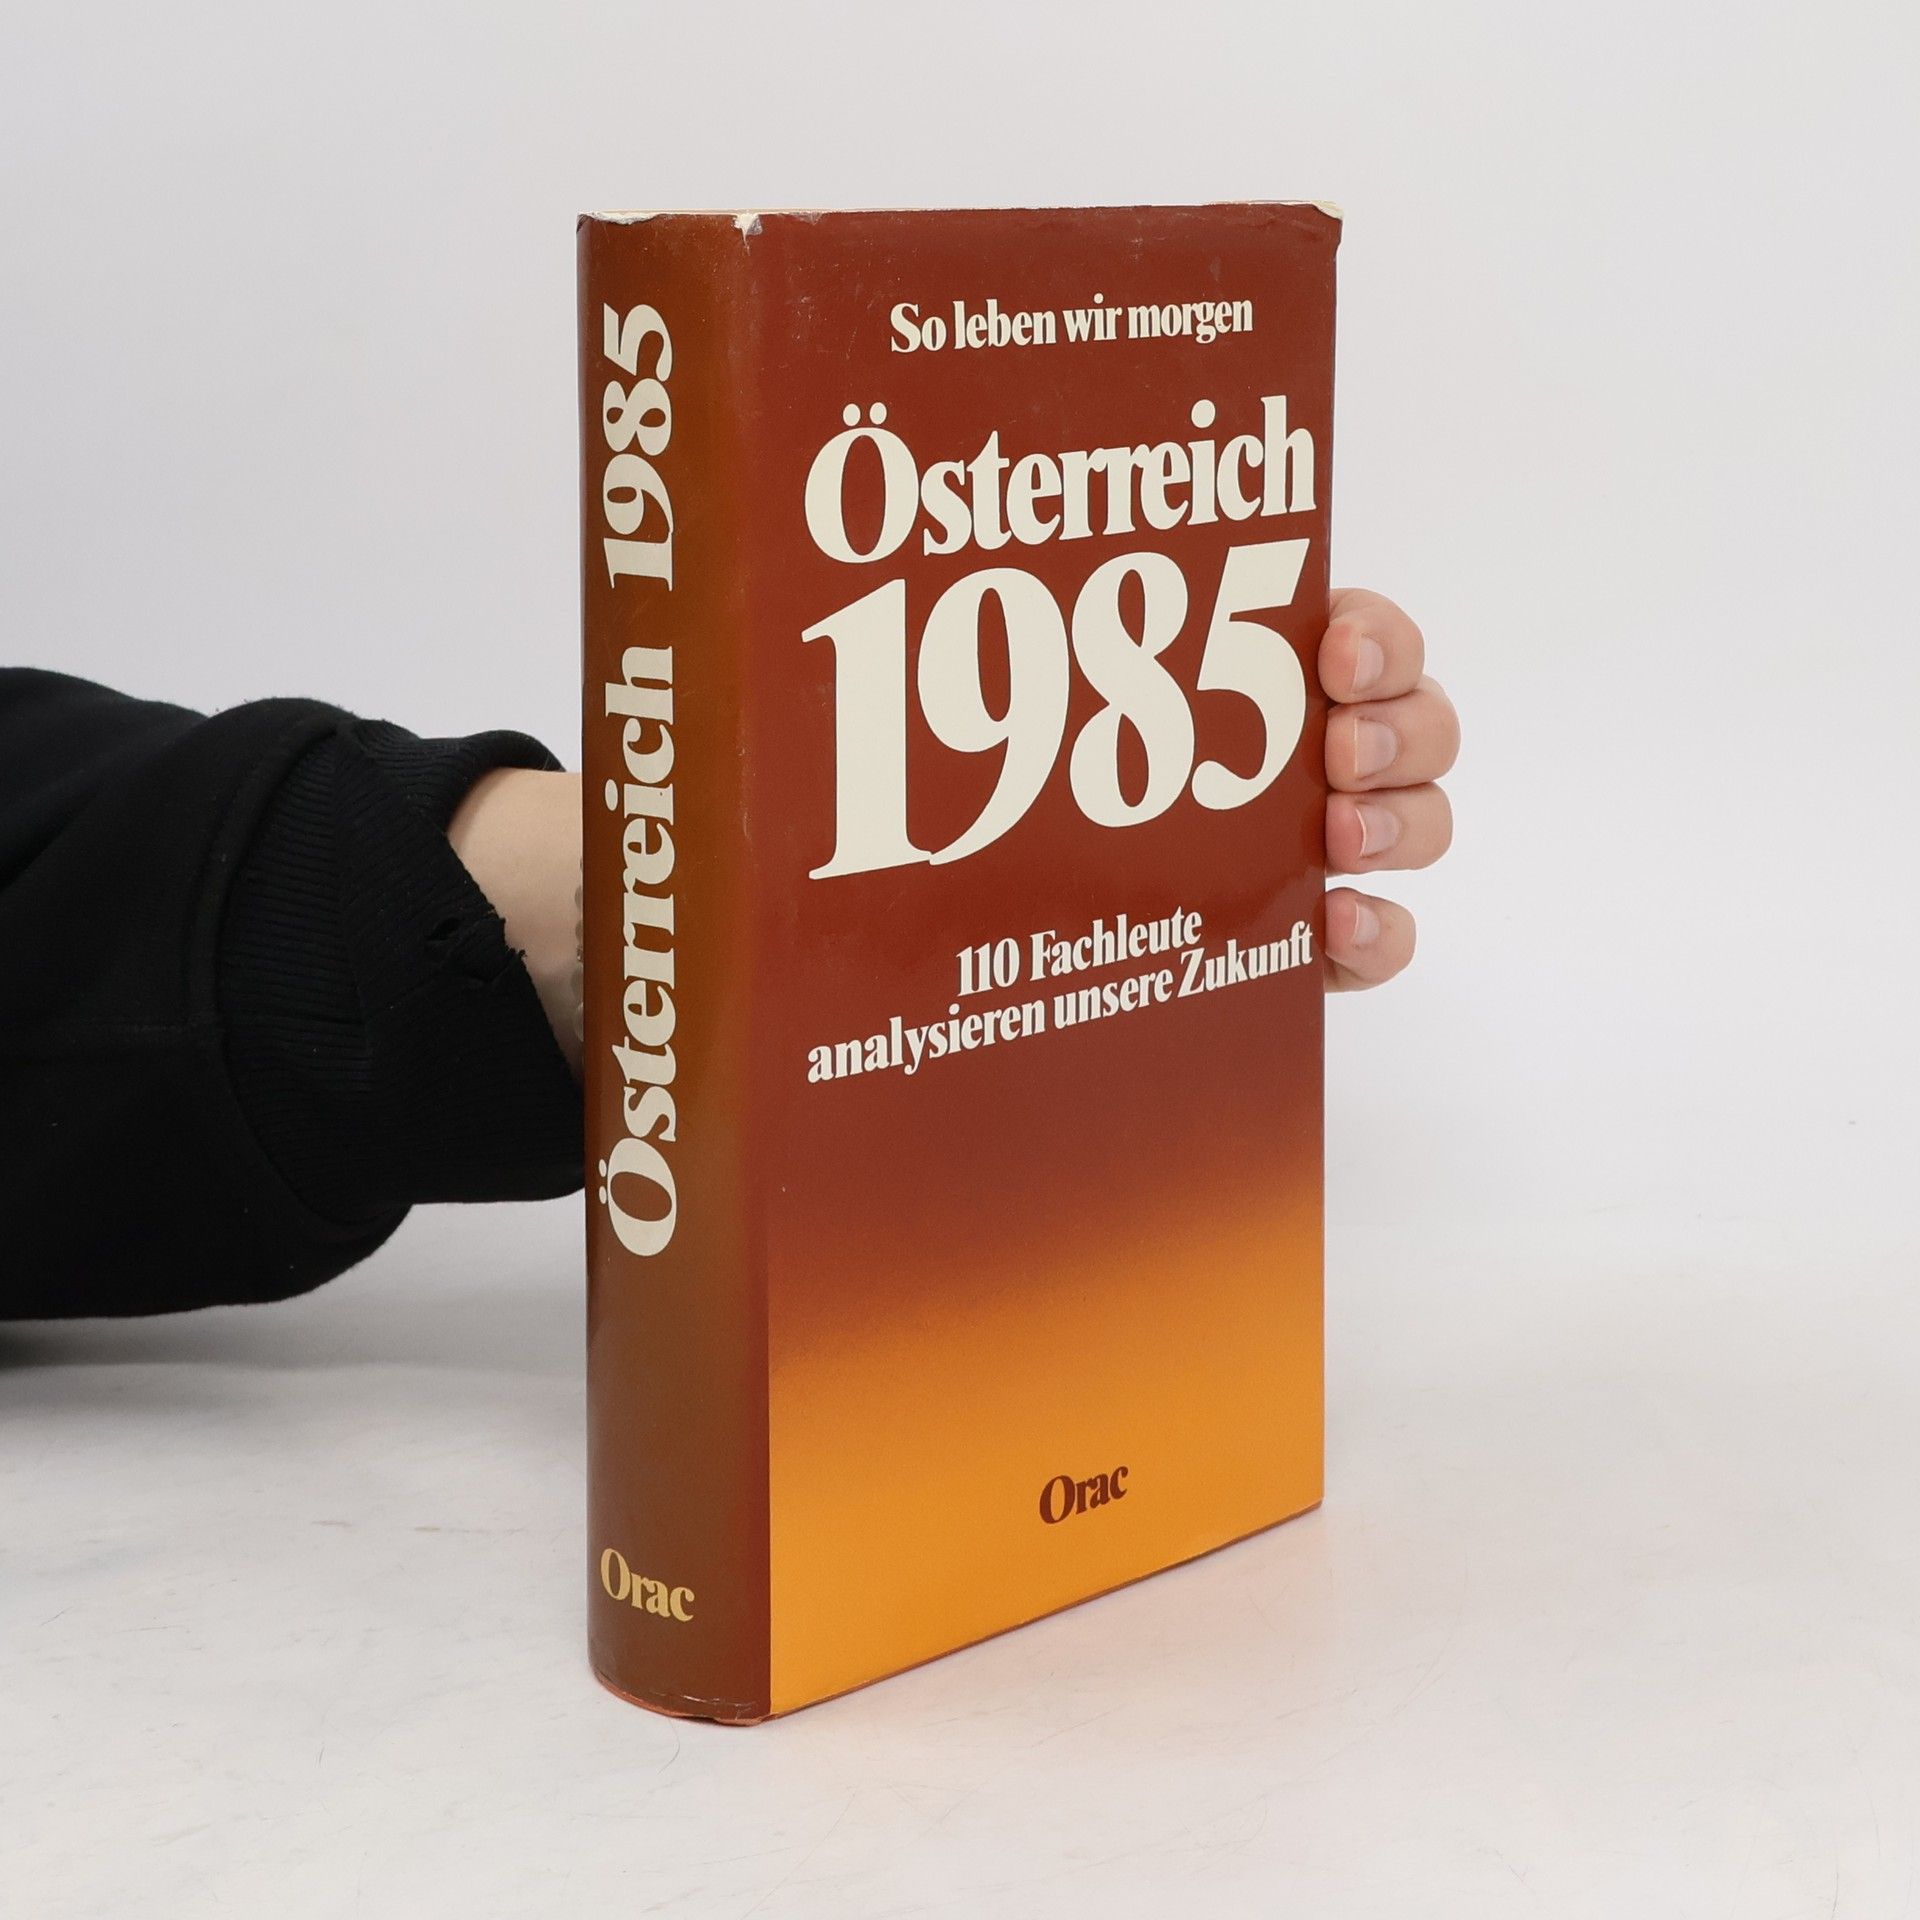 Österreich 1985
Orac
So leben wir morgen
Österreich
1985
110 Fachleute
analysieren unsere Zukunft
Orac